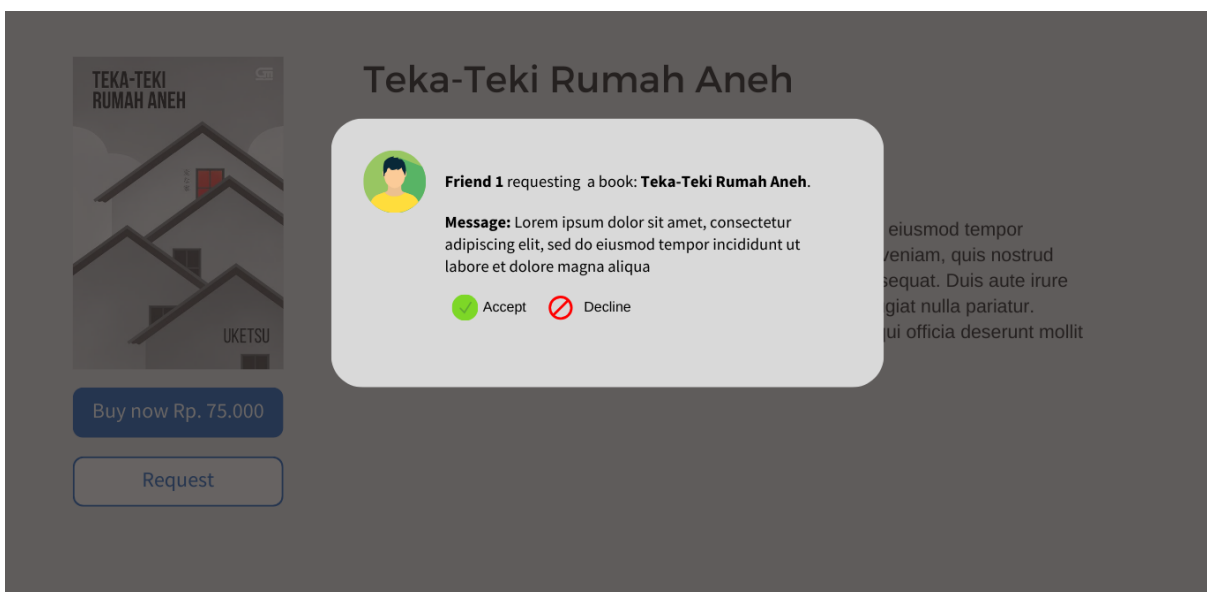 TEKA-TEKI
RUMAH ANEH
UKETSU
Teka-Teki Rumah Aneh
Friend 1 requesting a book: Teka-Teki Rumah Aneh.
Message: Lorem ipsum dolor sit amet, consectetur
adipiscing elit, sed do eiusmod tempor incididunt ut
labore et dolore magna aliqua
Accept Decline
eiusmod tempor
veniam, quis nostrud
sequat. Duis aute irure
giat nulla pariatur.
ui officia deserunt mollit
Buy now Rp. 75.000
Request